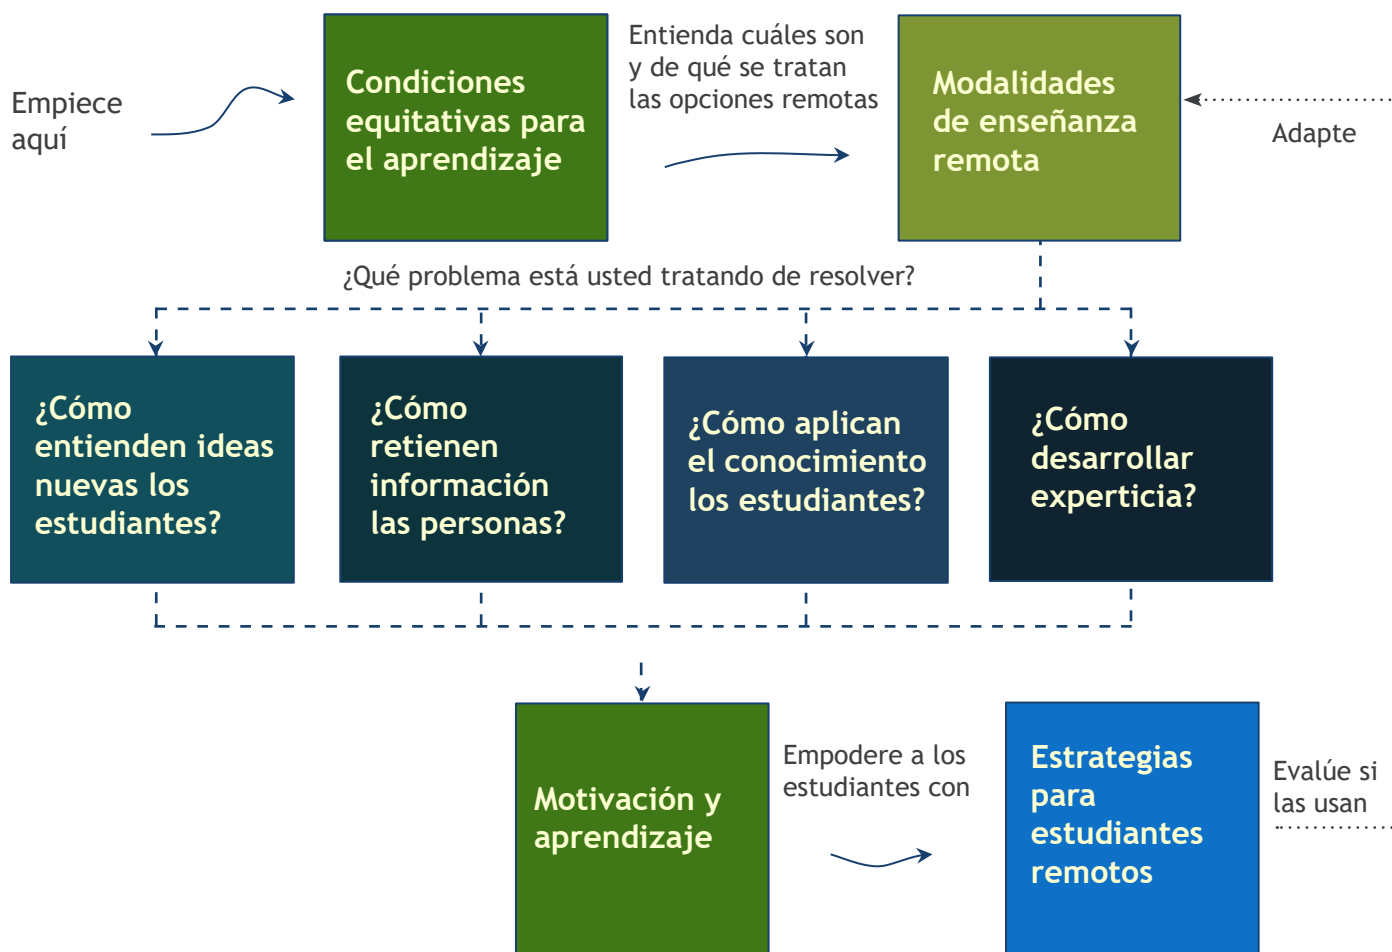 Empiece
aquí
Condiciones
equitativas para
el aprendizaje
Entienda cuáles son
y de qué se tratan
las opciones remotas
Modalidades
de enseñanza
remota
Adapte
¿Qué problema está usted tratando de resolver?
¿Cómo
entienden ideas
nuevas los
estudiantes?
¿Cómo
retienen
información
las personas?
¿Cómo aplican
el conocimiento
los estudiantes?
¿Cómo
desarrollar
experticia?
Motivación y
aprendizaje
Empodere a los
estudiantes con
Estrategias
para
estudiantes
remotos
Evalúe si
las usan